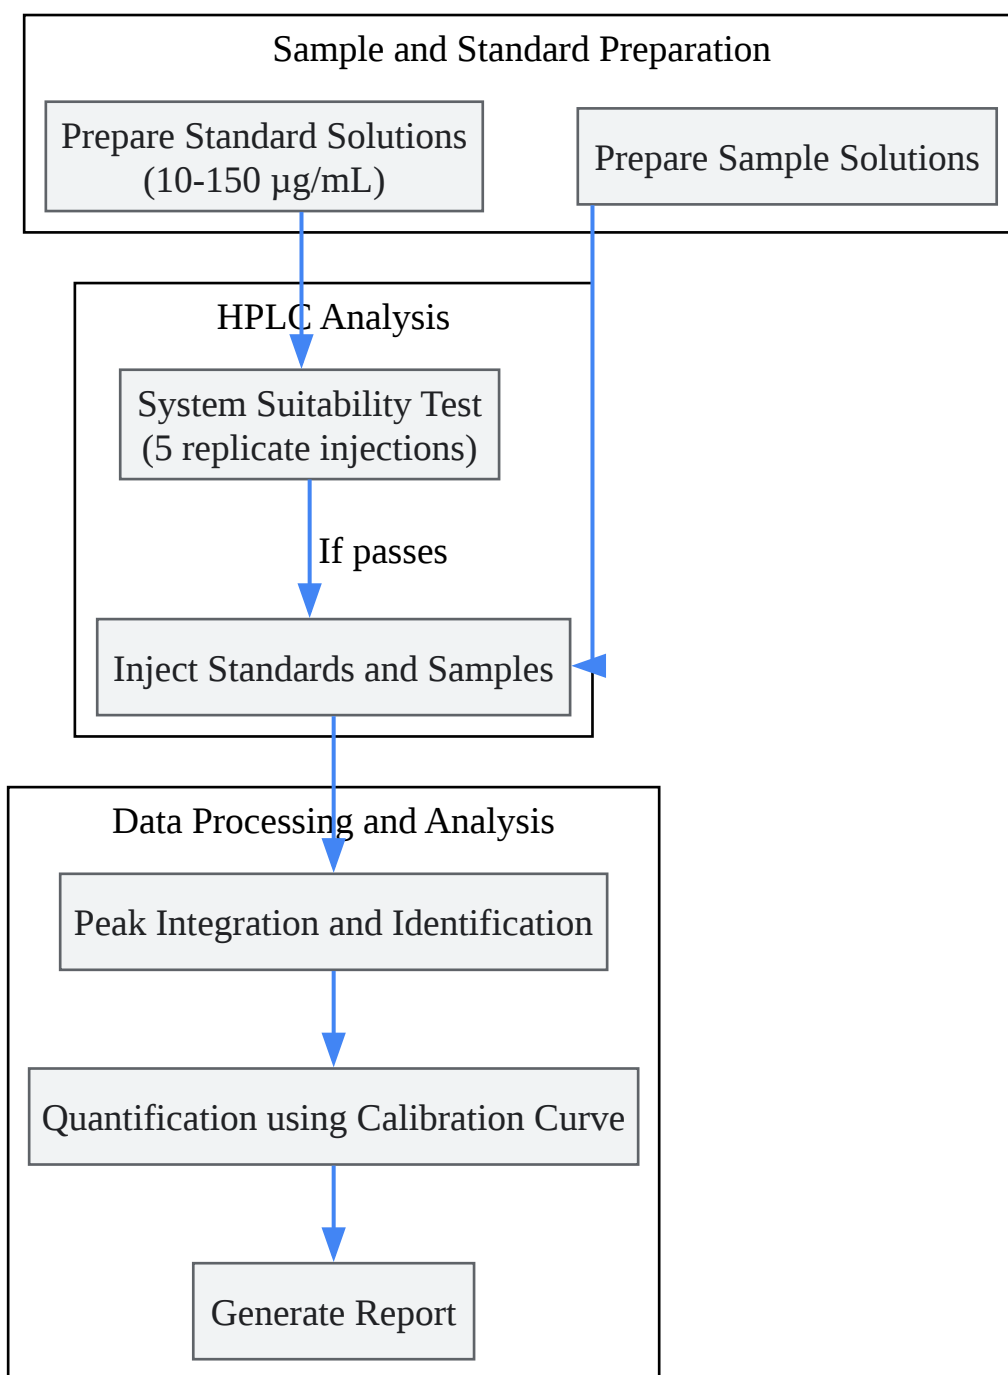 Sample and Standard Preparation
Prepare Standard Solutions
(10-150 µg/mL)
Prepare Sample Solutions
HPLC Analysis
System Suitability Test
(5 replicate injections)
If passes
Inject Standards and Samples
Data Processing and Analysis
Peak Integration and Identification
Quantification using Calibration Curve
Generate Report